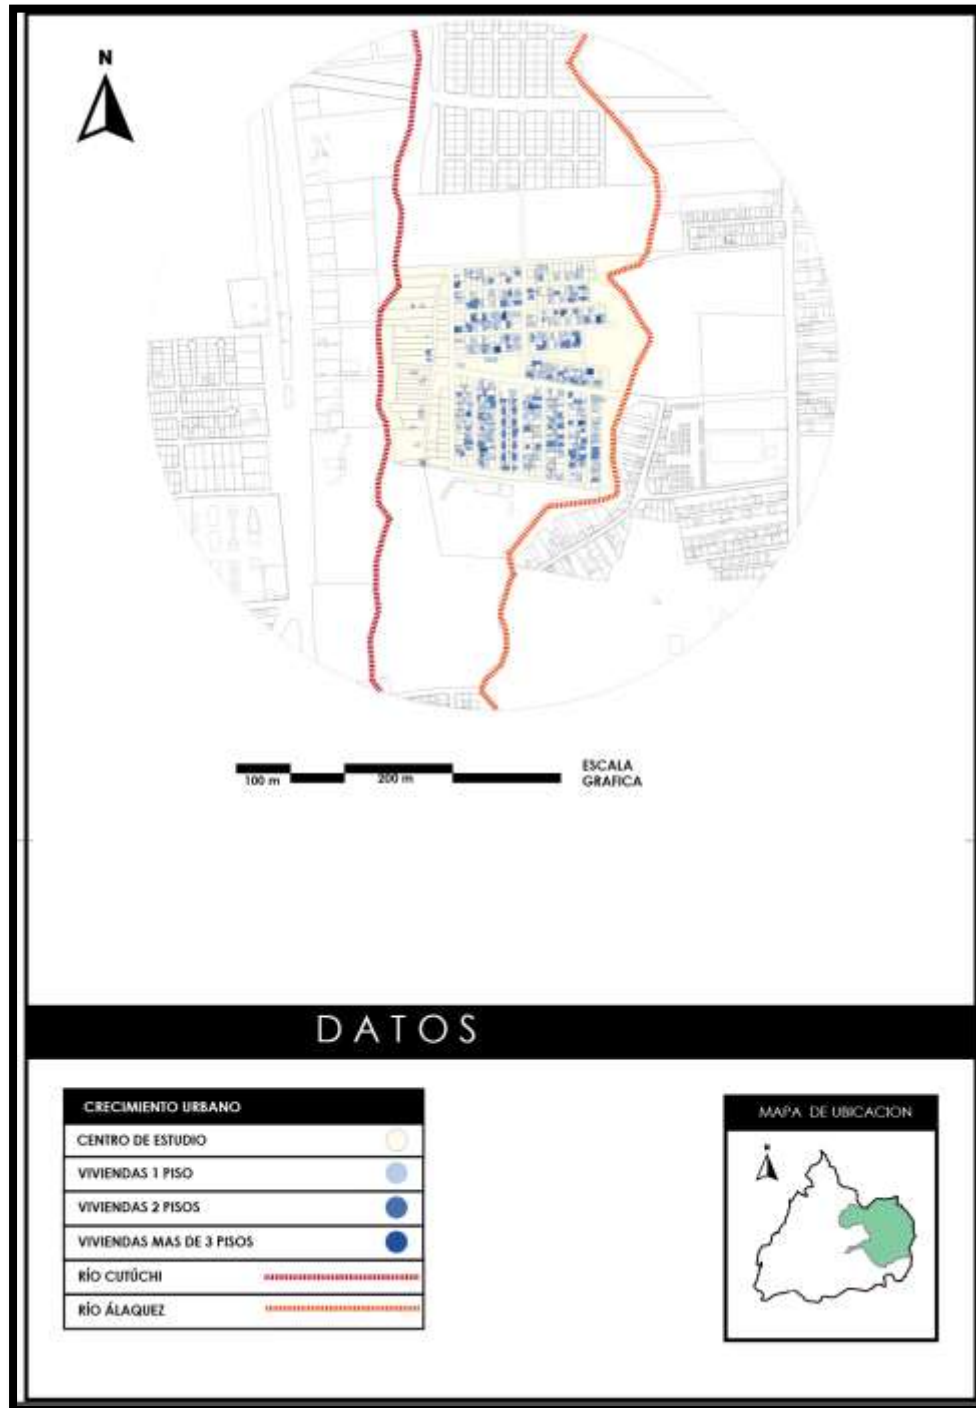 N
100 m
200 m
ESCALA
GRAFICA
DATOS
CRECIMIENTO URBANO
CENTRO DE ESTUDIO
VIVIENDAS 1 PISO
VIVIENDAS 2 PISOS
VIVIENDAS MAS DE 3 PISOS
RÍO CUTÚCHI
RÍO ÁLAQUEZ
MAPA DE UBICACION
N